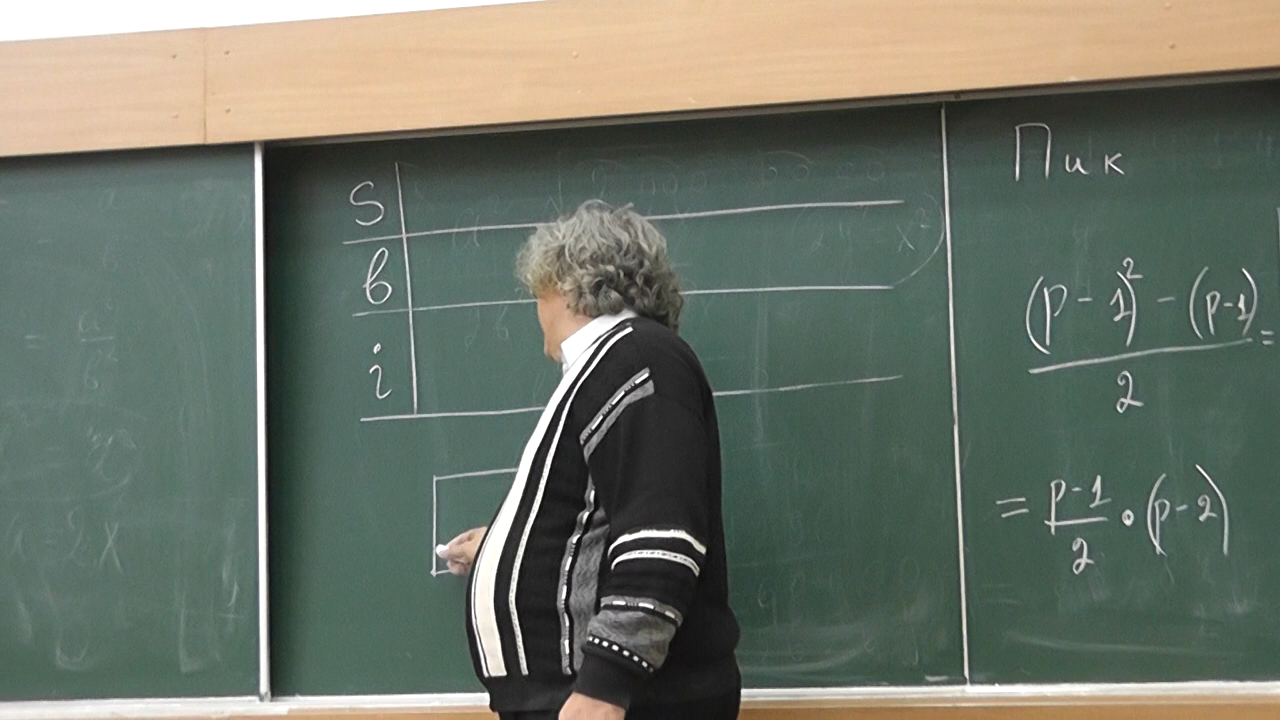 S
в
i
Пик
(p-1)² - (p-1)
―――――― =
2
= p-1/2 • (p-2)